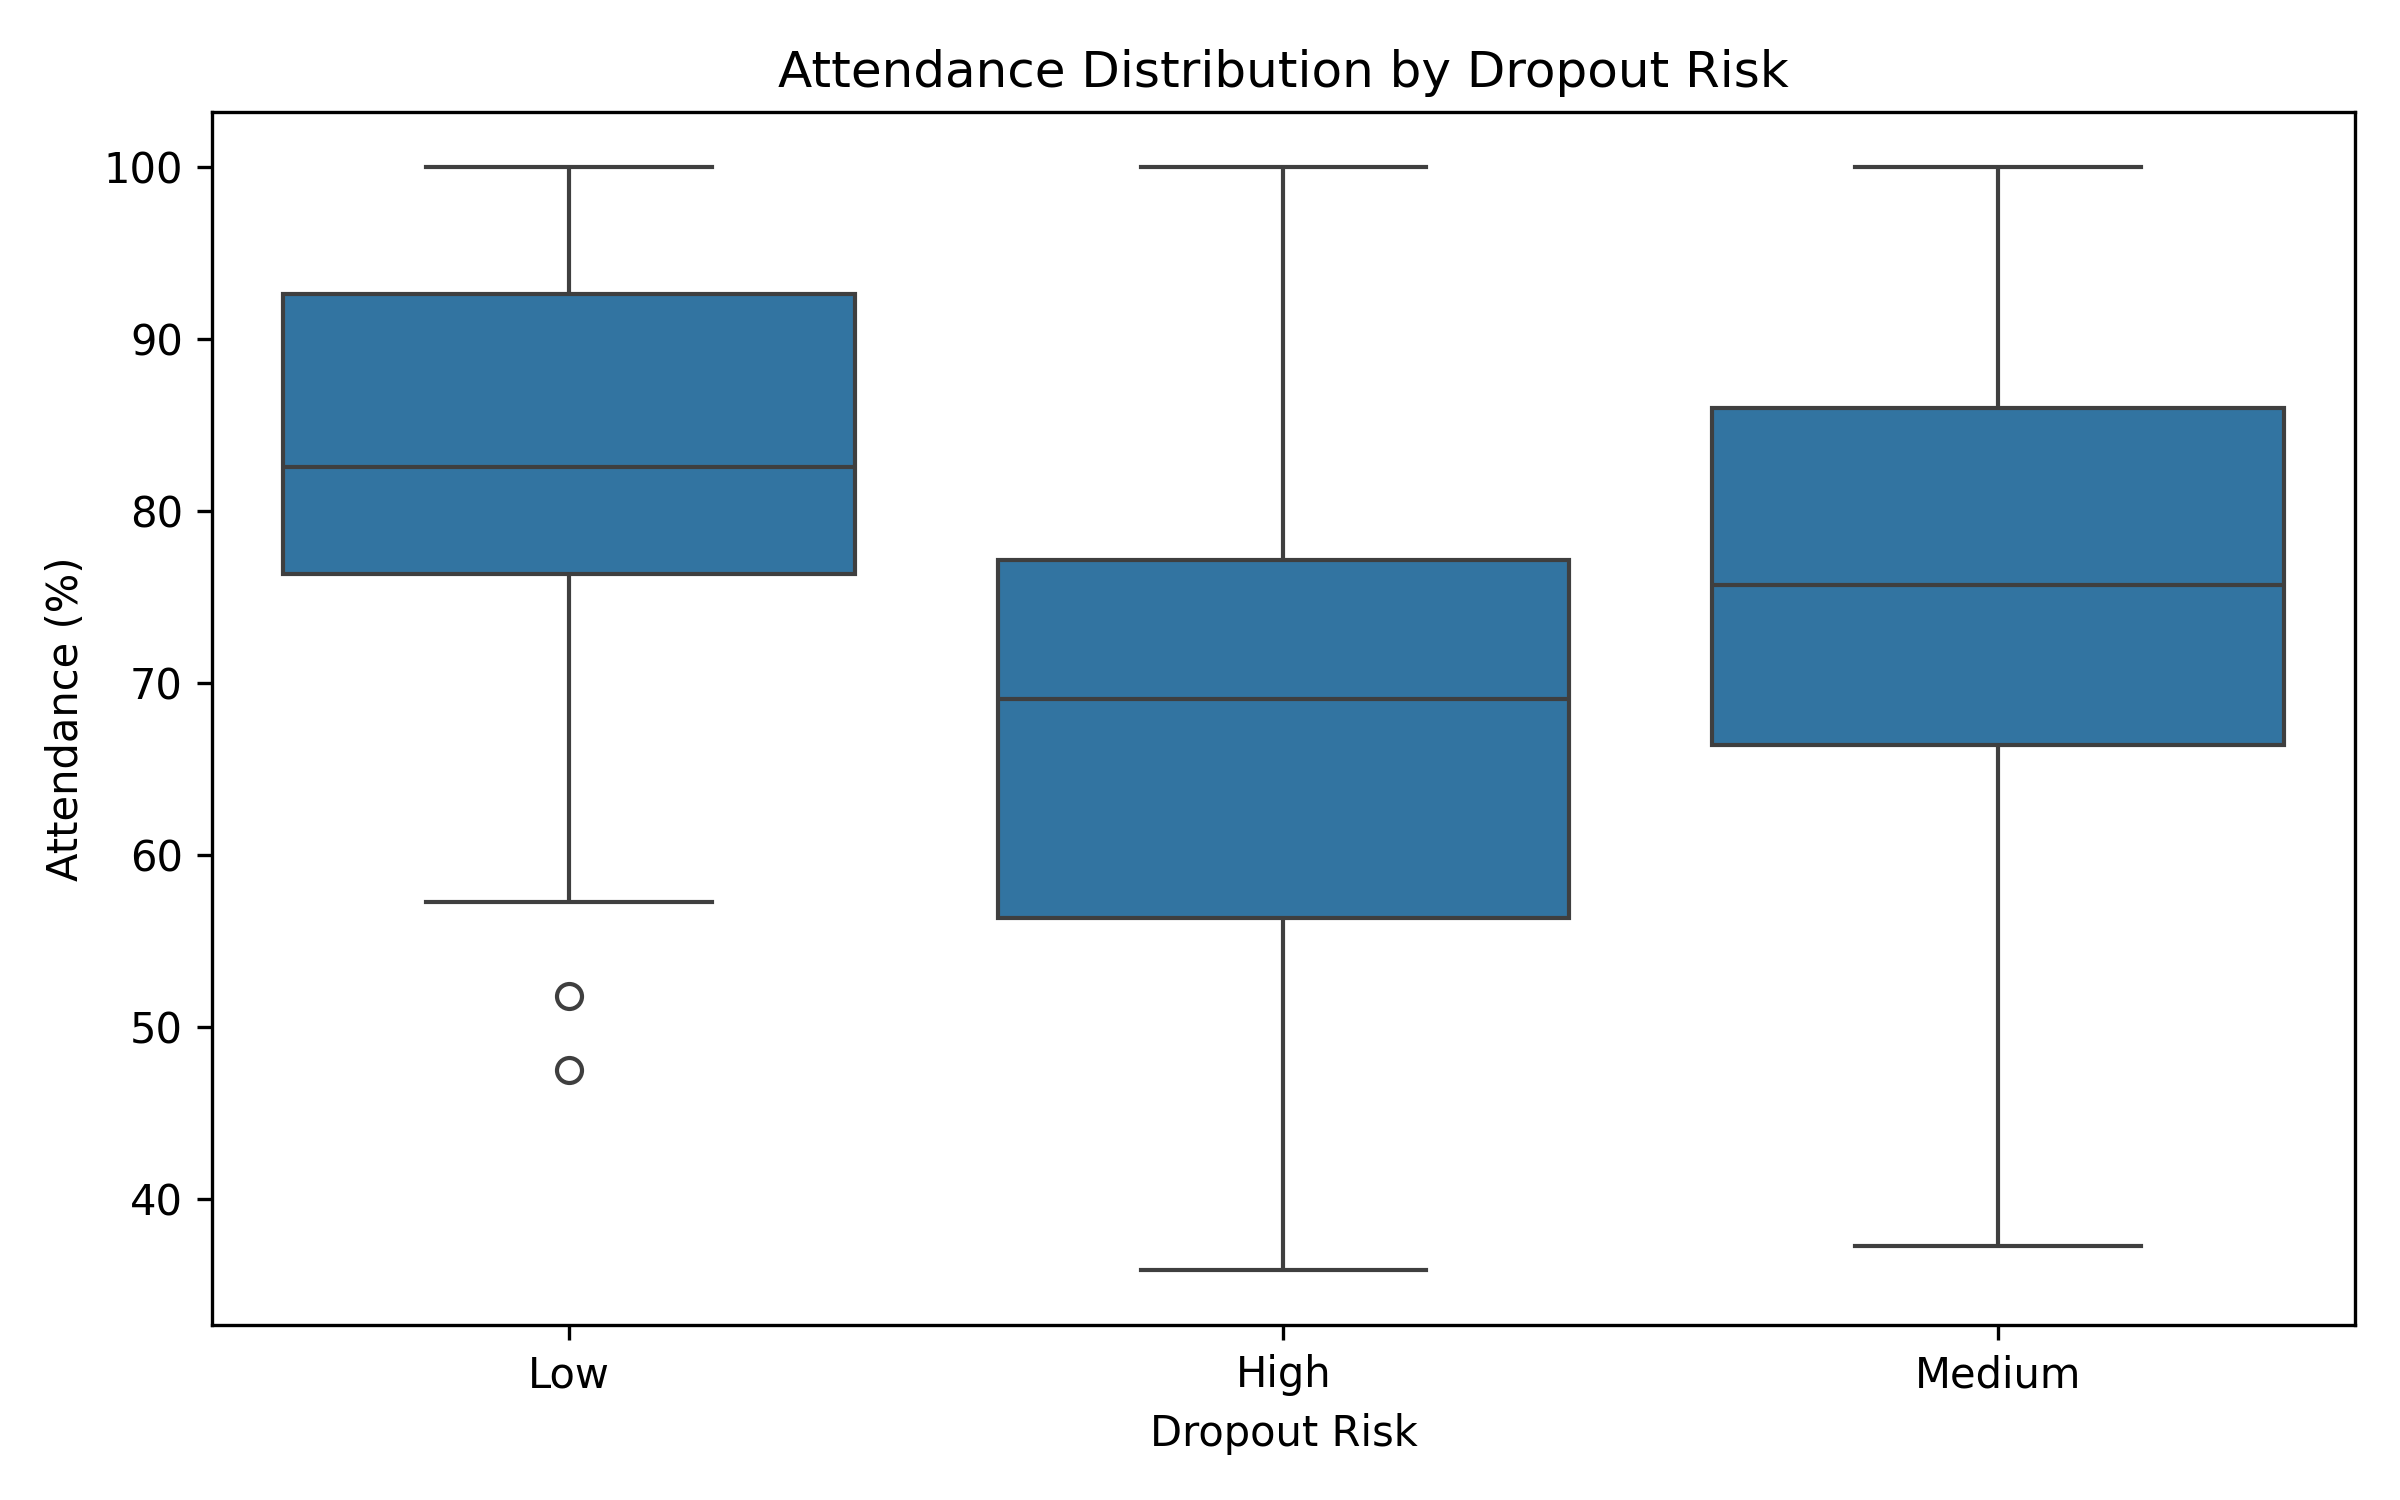 Attendance Distribution by Dropout Risk
100
90
80
70
60
50
40
Attendance (%)
Low
High
Medium
Dropout Risk